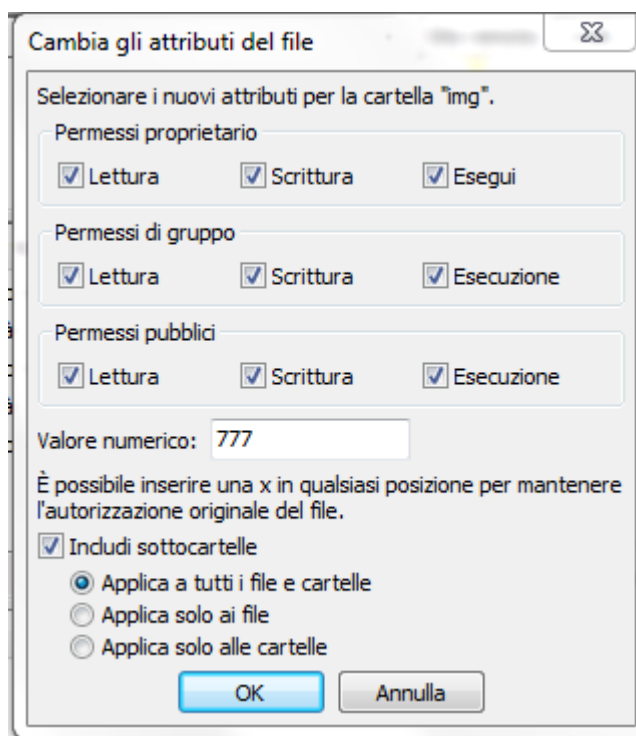 Cambia gli attributi del file
Selezionare i nuovi attributi per la cartella "img".
Permessi proprietario
Lettura Scrittura Esegui
Permessi di gruppo
Lettura Scrittura Esecuzione
Permessi pubblici
Lettura Scrittura Esecuzione
Valore numerico: 777
È possibile inserire una x in qualsiasi posizione per mantenere
l'autorizzazione originale del file.
Includi sottocartelle
Applica a tutti i file e cartelle
Applica solo ai file
Applica solo alle cartelle
OK Annulla